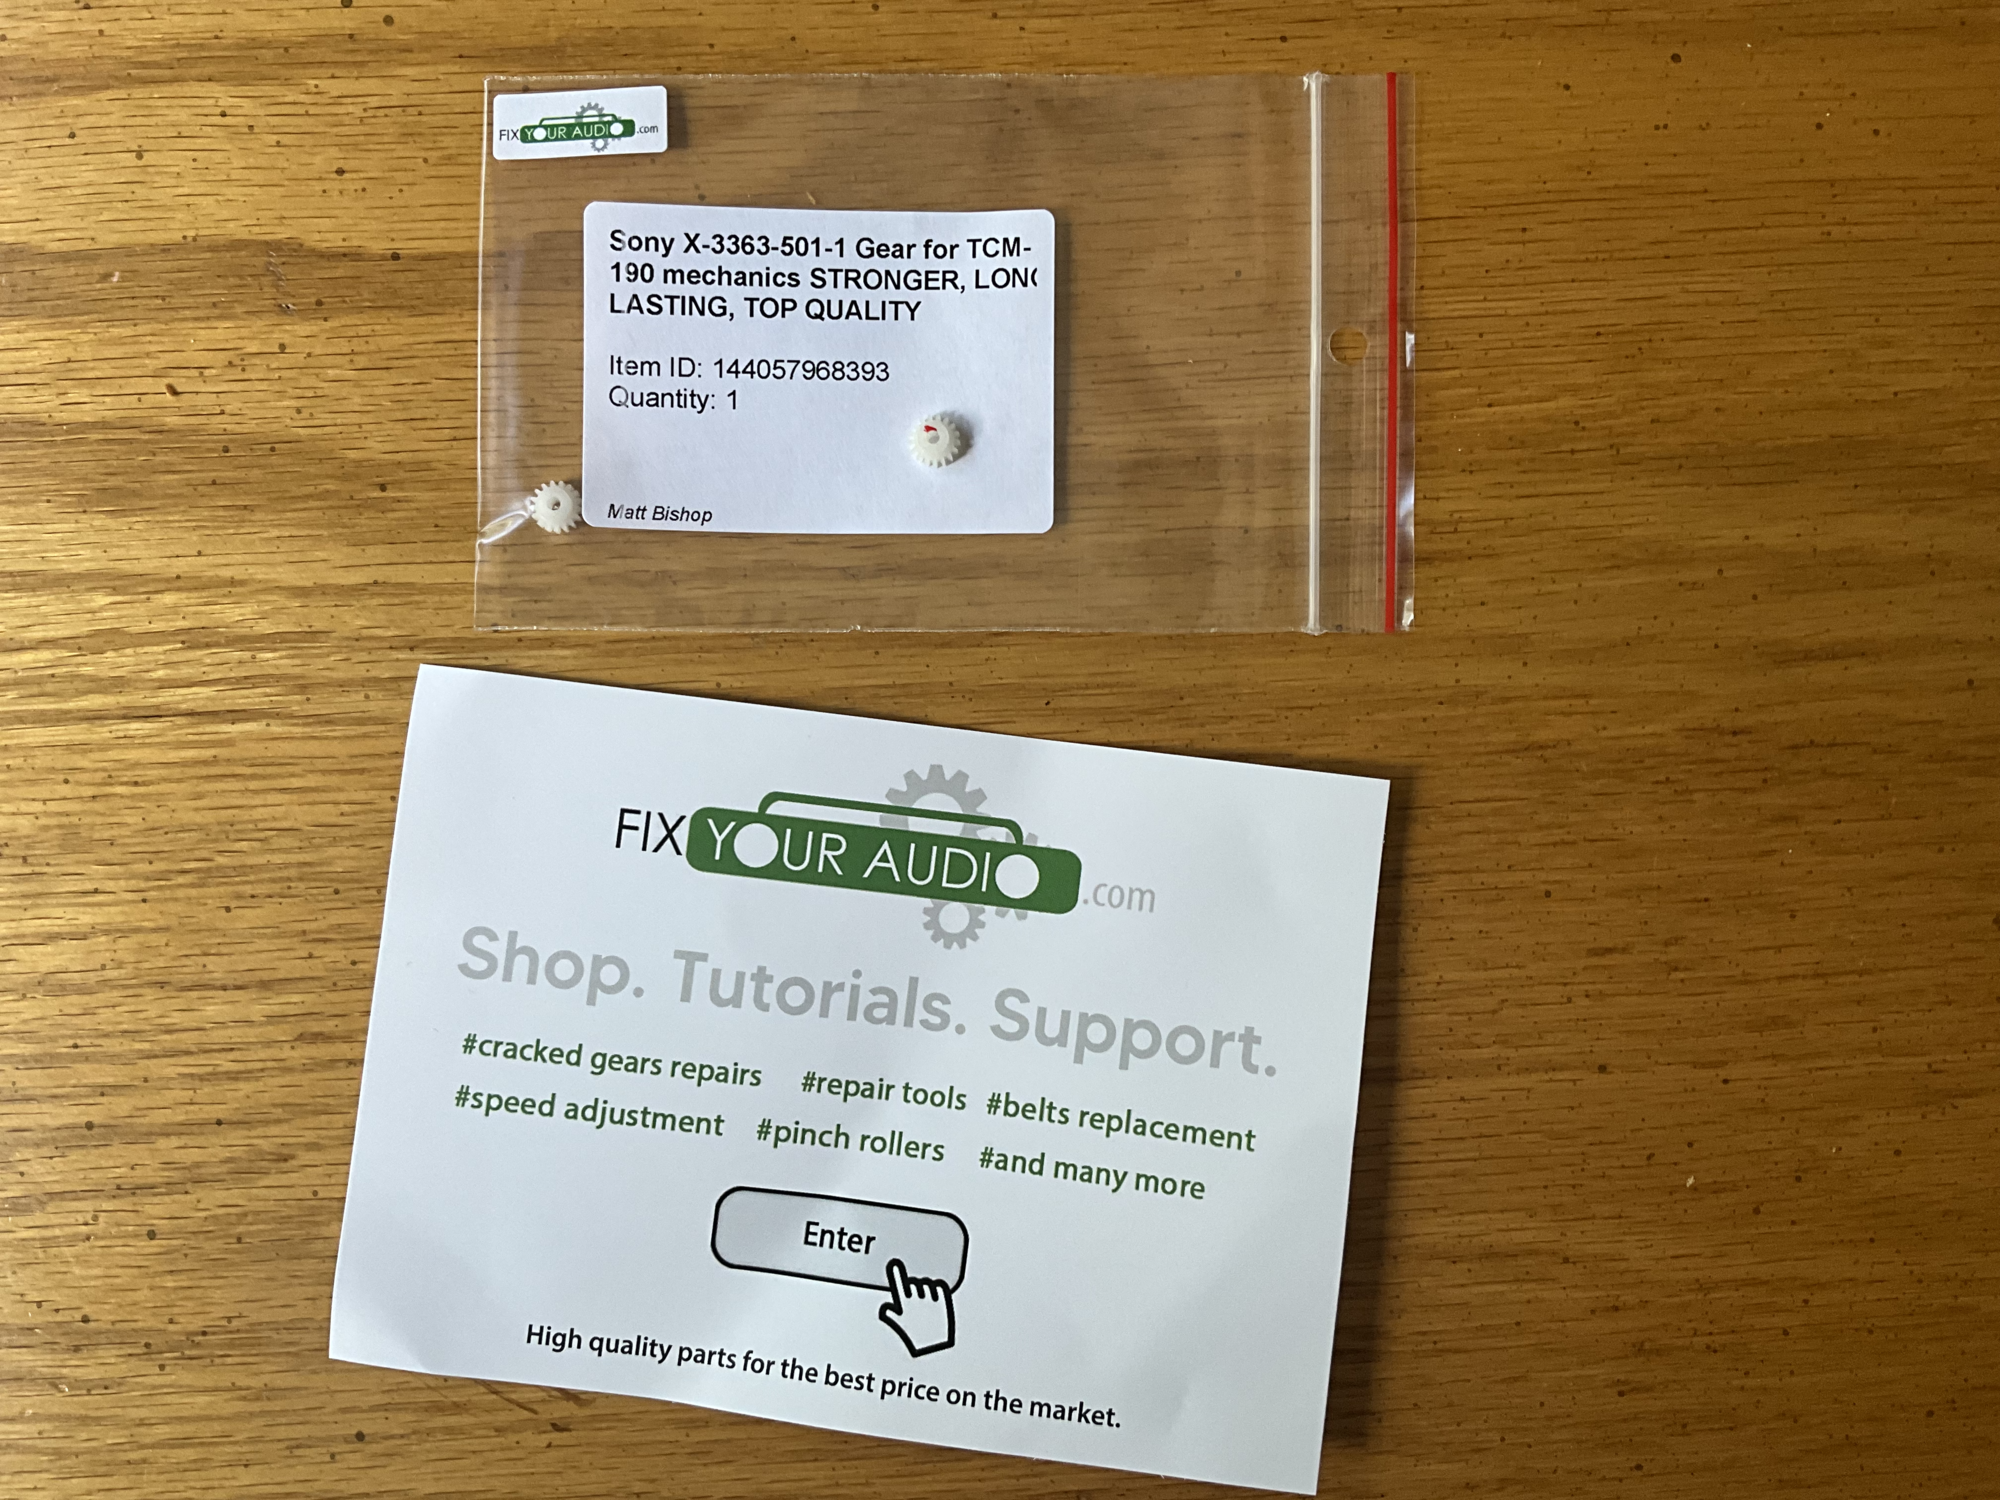 FIX YOUR AUDIO .com
Sony X-3363-501-1 Gear for TCM-
190 mechanics STRONGER, LONG
LASTING, TOP QUALITY
Item ID: 144057968393
Quantity: 1
Matt Bishop
FIX YOUR AUDIO .com
Shop. Tutorials. Support.
#cracked gears repairs #repair tools #belts replacement
#speed adjustment #pinch rollers #and many more
Enter
High quality parts for the best price on the market.